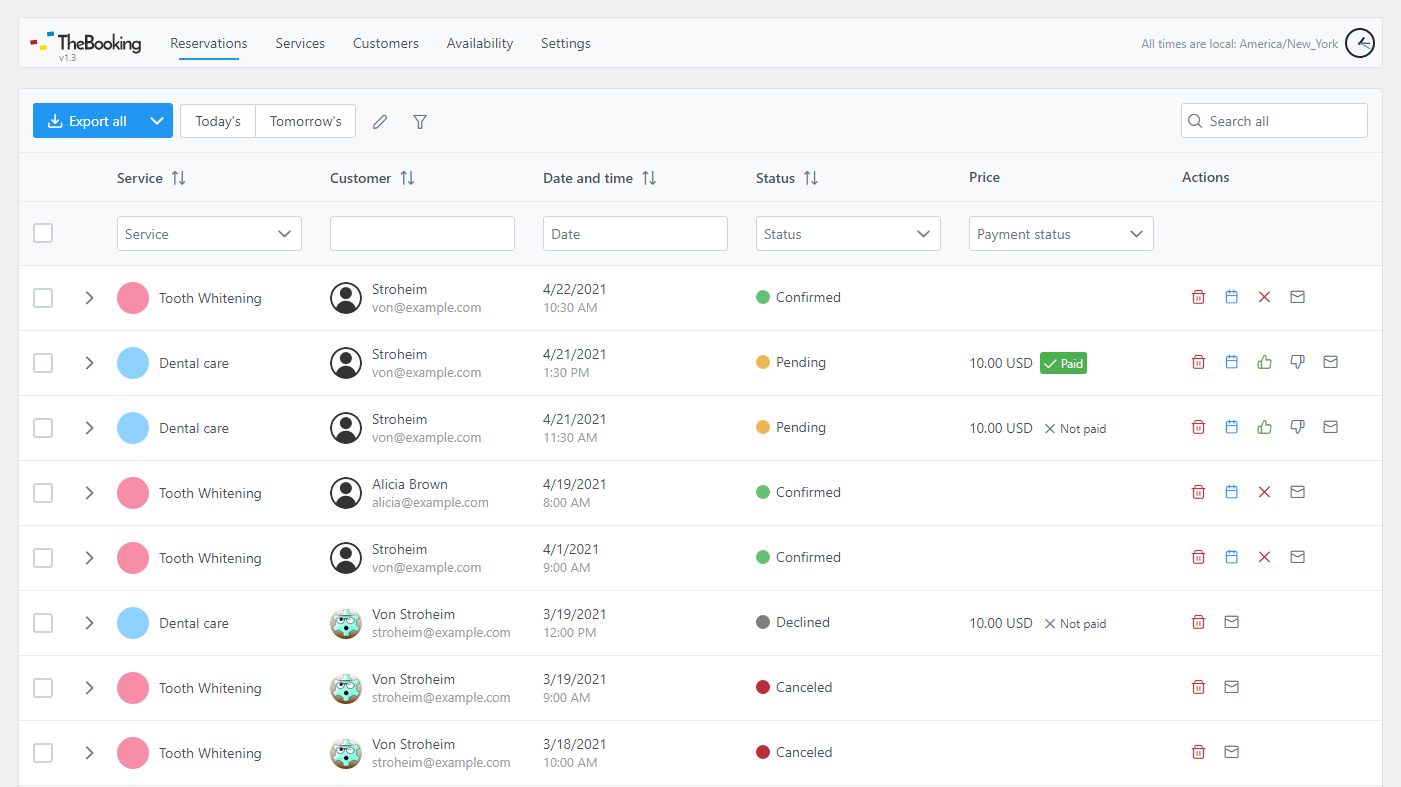 TheBooking
v1.3
Reservations Services Customers Availability Settings
All times are local: America/New_York
Export all Today's Tomorrow's
Search all
Service Customer Date and time Status Price Actions
Service Date Status Payment status
Tooth Whitening Stroheim 4/22/2021 Confirmed
von@example.com 10:30 AM
Dental care Stroheim 4/21/2021 Pending 10.00 USD Paid
von@example.com 1:30 PM
Dental care Stroheim 4/21/2021 Pending 10.00 USD Not paid
von@example.com 11:30 AM
Tooth Whitening Alicia Brown 4/19/2021 Confirmed
alicia@example.com 8:00 AM
Tooth Whitening Stroheim 4/1/2021 Confirmed
von@example.com 9:00 AM
Dental care Von Stroheim 3/19/2021 Declined 10.00 USD Not paid
stroheim@example.com 12:00 PM
Tooth Whitening Von Stroheim 3/19/2021 Canceled
stroheim@example.com 9:00 AM
Tooth Whitening Von Stroheim 3/18/2021 Canceled
stroheim@example.com 10:00 AM